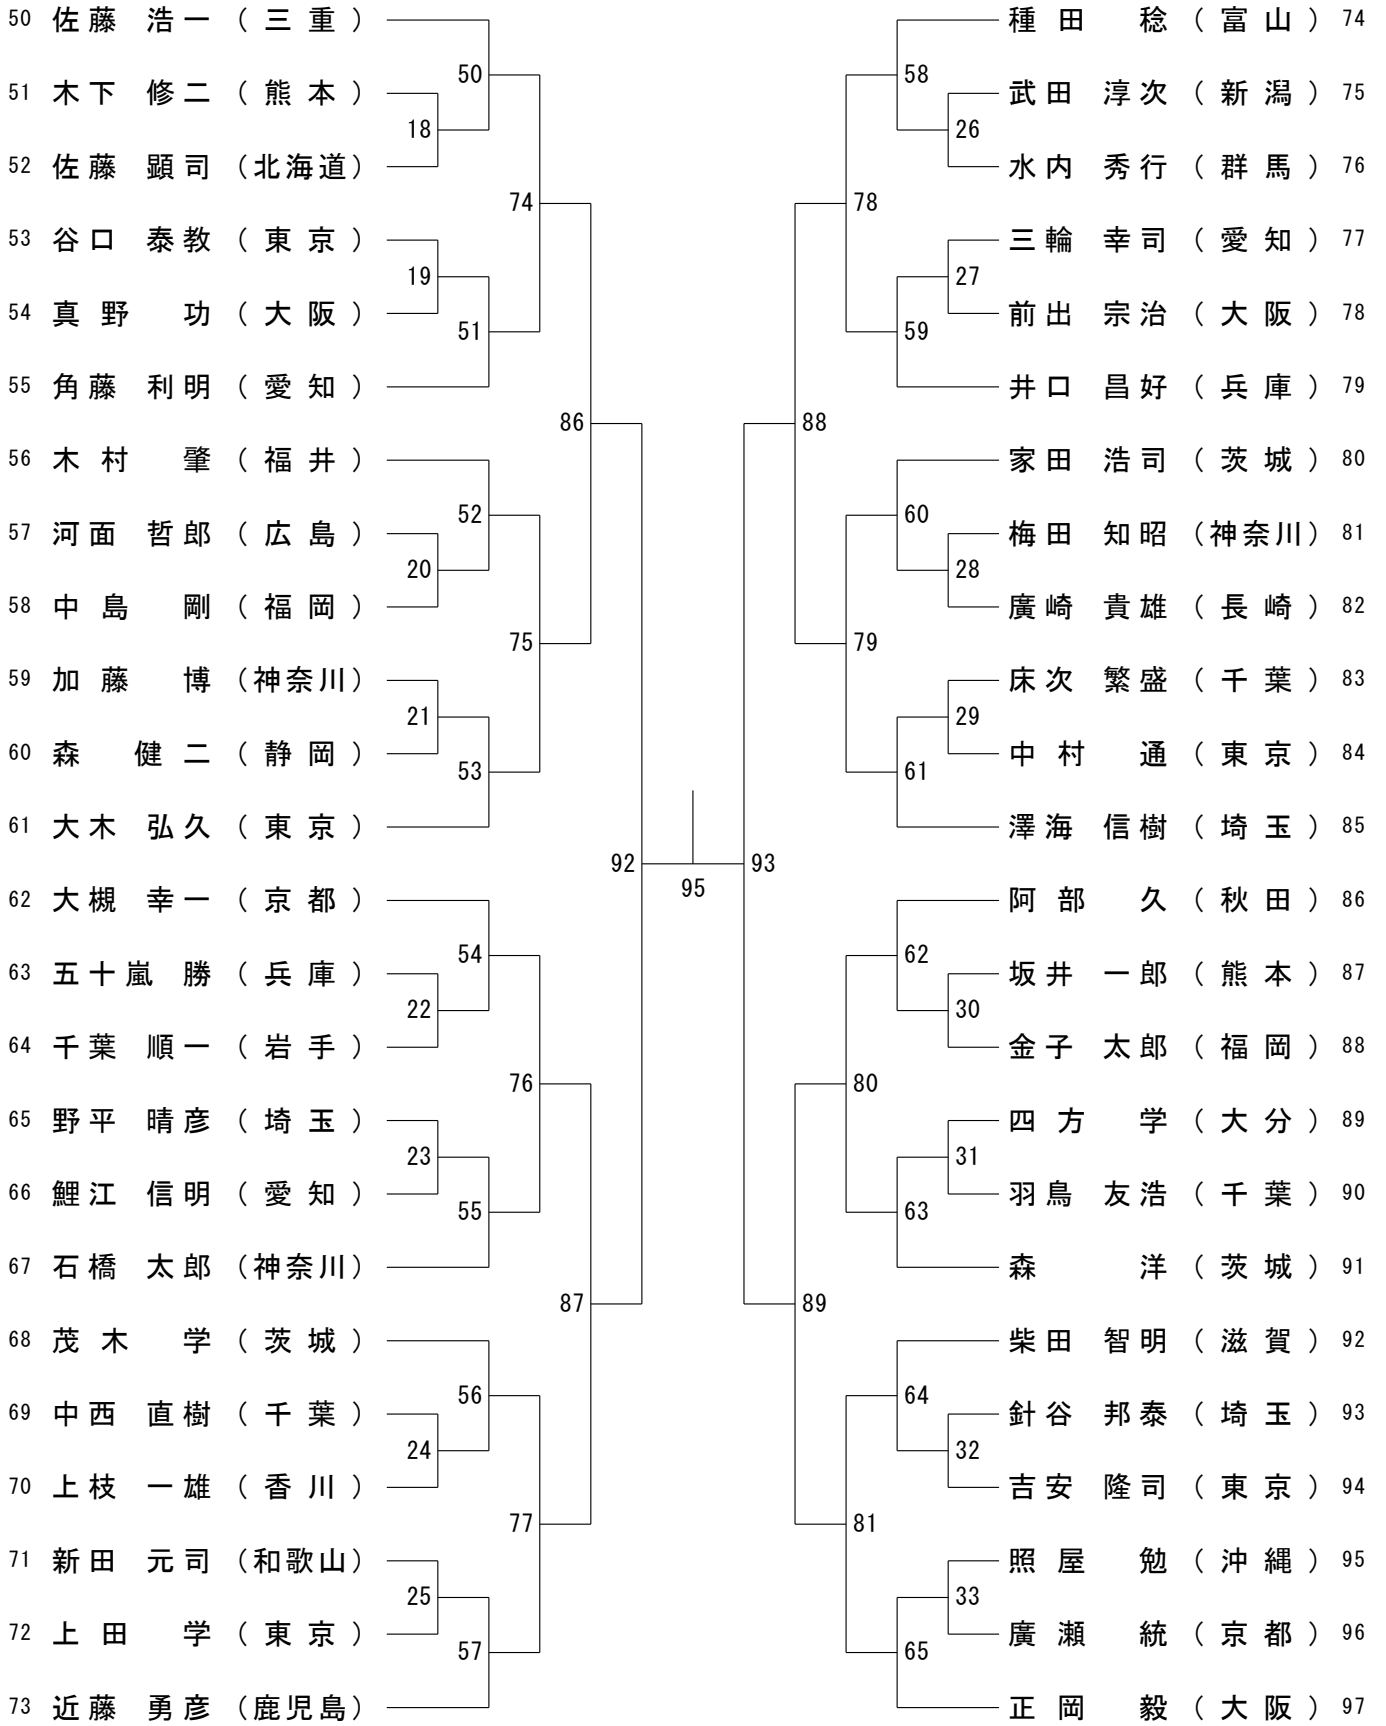 50 佐藤 浩一 (三重)
51 木下 修二 (熊本)
52 佐藤 顕司 (北海道)
53 谷口 泰教 (東京)
54 真野 功 (大阪)
55 角藤 利明 (愛知)
56 木村 肇 (福井)
57 河面 哲郎 (広島)
58 中島 剛 (福岡)
59 加藤 博 (神奈川)
60 森 健二 (静岡)
61 大木 弘久 (東京)
62 大槻 幸一 (京都)
63 五十嵐 勝 (兵庫)
64 千葉 順一 (岩手)
65 野平 晴彦 (埼玉)
66 鯉江 信明 (愛知)
67 石橋 太郎 (神奈川)
68 茂木 学 (茨城)
69 中西 直樹 (千葉)
70 上枝 一雄 (香川)
71 新田 元司 (和歌山)
72 上田 学 (東京)
73 近藤 勇彦 (鹿児島)
18
19
20
21
22
23
24
25
50
51
52
53
54
55
56
57
74
75
76
77
86
87
92
95
93
88
89
78
79
80
81
58
59
60
61
62
63
64
65
26
27
28
29
30
31
32
33
種田 稔 (富山) 74
武田 淳次 (新潟) 75
水内 秀行 (群馬) 76
三輪 幸司 (愛知) 77
前出 宗治 (大阪) 78
井口 昌好 (兵庫) 79
家田 浩司 (茨城) 80
梅田 知昭 (神奈川) 81
廣崎 貴雄 (長崎) 82
床次 繁盛 (千葉) 83
中村 通 (東京) 84
澤海 信樹 (埼玉) 85
阿部 久 (秋田) 86
坂井 一郎 (熊本) 87
金子 太郎 (福岡) 88
四方 学 (大分) 89
羽鳥 友浩 (千葉) 90
森 洋 (茨城) 91
柴田 智明 (滋賀) 92
針谷 邦泰 (埼玉) 93
吉安 隆司 (東京) 94
照屋 勉 (沖縄) 95
廣瀬 統 (京都) 96
正岡 毅 (大阪) 97